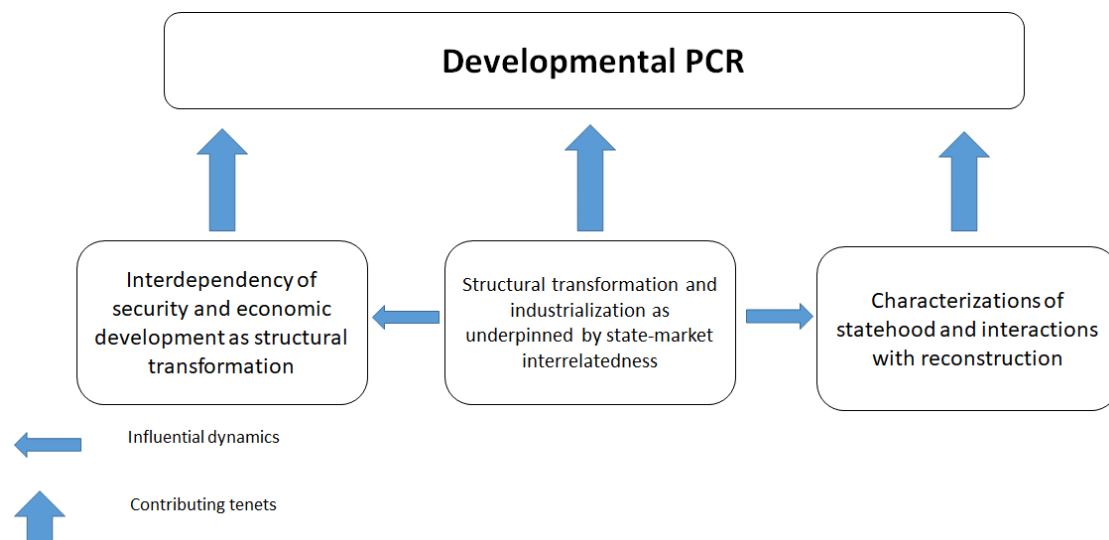 Developmental PCR
Interdependency of
security and economic
development as structural
transformation
Structural transformation and
industrialization as
underpinned by state-market
interrelatedness
Characterizations of
statehood and interactions
with reconstruction
Influential dynamics
Contributing tenets